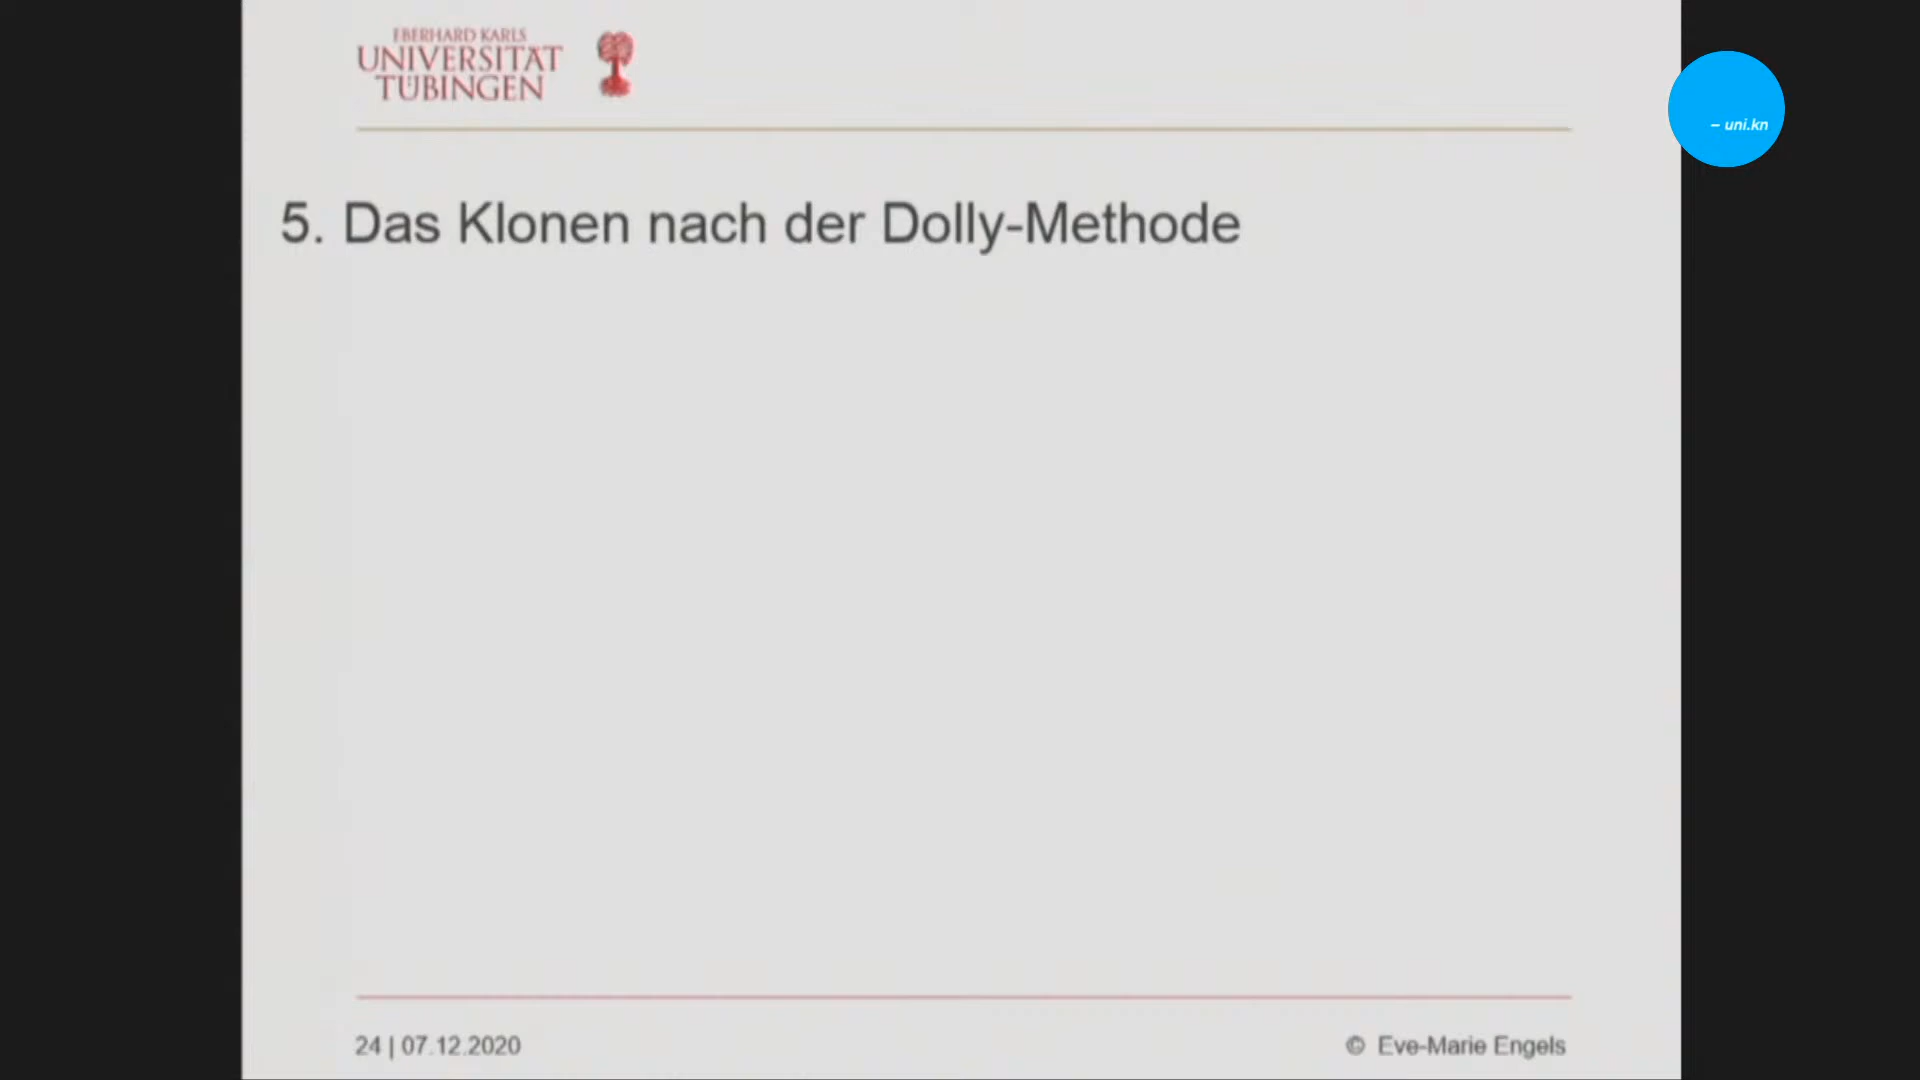 EBERHARD KARLS
UNIVERSITÄT
TÜBINGEN
– uni.kn
5. Das Klonen nach der Dolly-Methode
24 | 07.12.2020
© Eve-Marie Engels